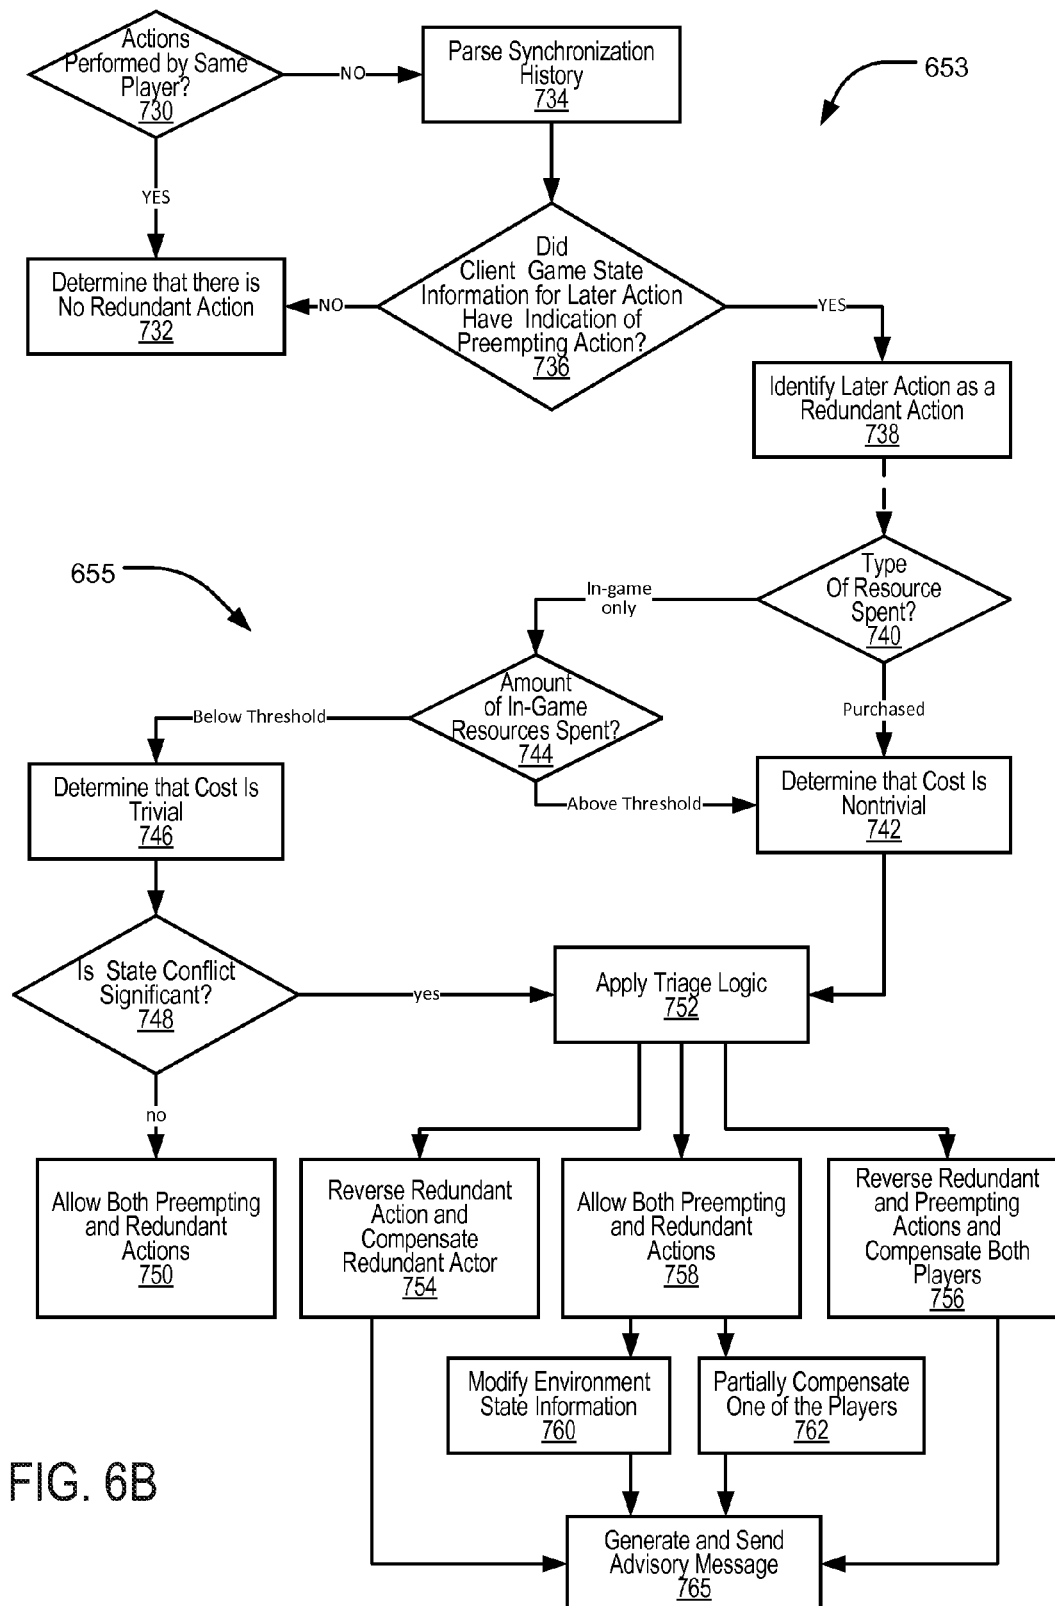 Actions
Performed by Same
Player?
730
NO
Parse Synchronization
History
734
653
YES
Did
Client Game State
Information for Later Action
Have Indication of
Preempting Action?
736
Determine that there is
No Redundant Action
732
NO
YES
Identify Later Action as a
Redundant Action
738
655
Type
Of Resource
Spent?
740
In-game
only
Amount
of In-Game
Resources Spent?
744
Below Threshold
Purchased
Determine that Cost Is
Trivial
746
Above Threshold
Determine that Cost Is
Nontrivial
742
Is State Conflict
Significant?
748
yes
Apply Triage Logic
752
no
Allow Both Preempting
and Redundant
Actions
750
Reverse Redundant
Action and
Compensate
Redundant Actor
754
Allow Both Preempting
and Redundant
Actions
758
Reverse Redundant
and Preempting
Actions and
Compensate Both
Players
756
Modify Environment
State Information
760
Partially Compensate
One of the Players
762
FIG. 6B
Generate and Send
Advisory Message
765